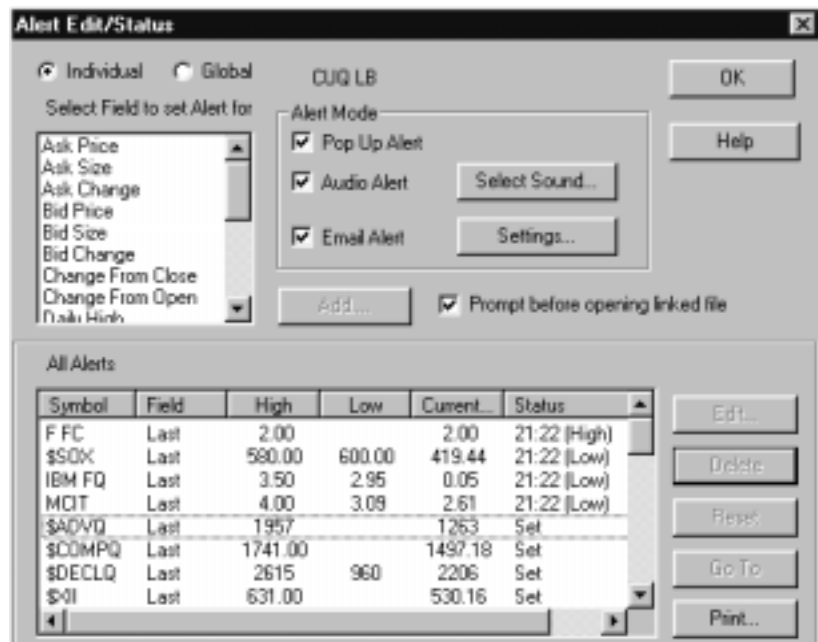 Alert Edit/Status
Individual Global CUQ LB OK
Select Field to set Alert for
Alert Mode
Help
Ask Price
Ask Size
Ask Change
Bid Price
Bid Size
Bid Change
Change From Close
Change From Open
Daily High
Pop Up Alert
Audio Alert Select Sound...
Email Alert Settings...
Add.... Prompt before opening linked file
All Alerts
Symbol Field High Low Current... Status
F FC Last 2.00 2.00 21:22 (High)
$SOX Last 580.00 600.00 419.44 21:22 (Low)
IBM FQ Last 3.50 2.95 0.05 21:22 (Low)
MCIT Last 4.00 3.09 2.61 21:22 (Low)
$ADVQ Last 1957 1263 Set
$COMPQ Last 1741.00 1497.18 Set
$DECLQ Last 2615 960 2206 Set
$XII Last 631.00 530.16 Set
Edit...
Delete
Reset
Go To
Print...